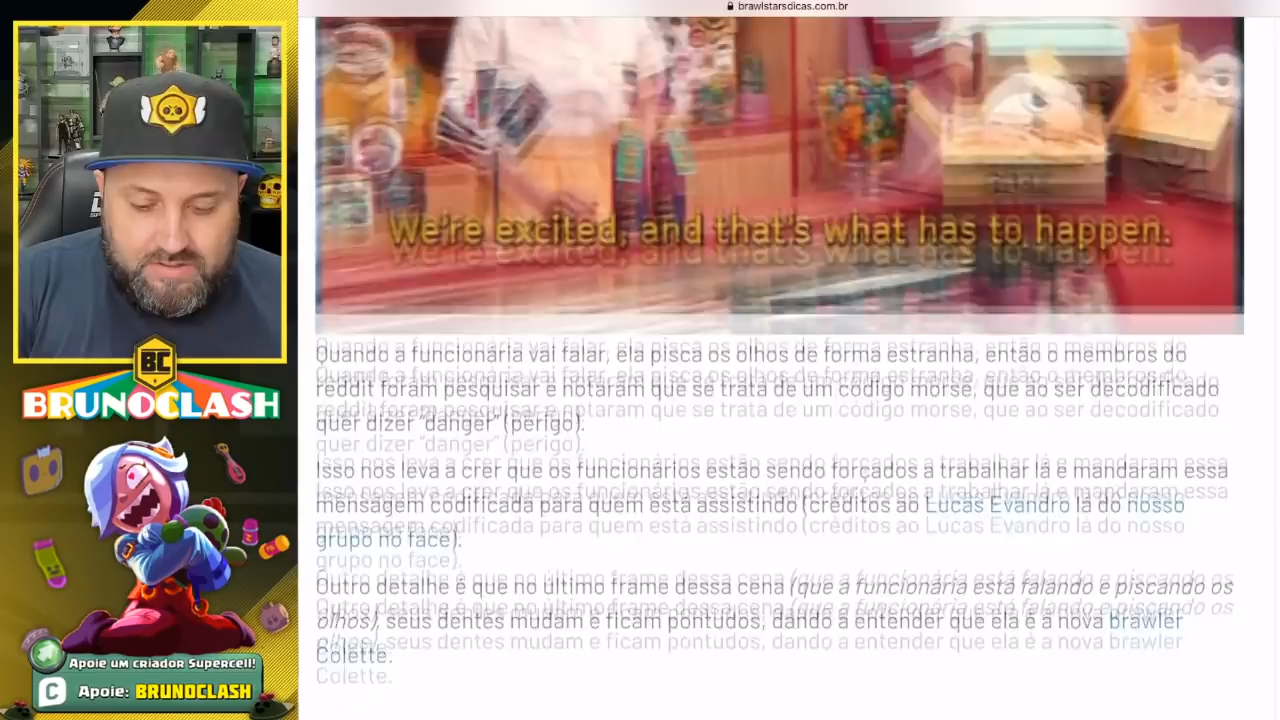 brawlstarsdicas.com.br
We're excited, and that's what has to happen.
Quando a funcionária vai falar, ela pisca os olhos de forma estranha, então o membros do
reddit foram pesquisar e notaram que se trata de um código morse, que ao ser decodificado
quer dizer "danger" (perigo).
Isso nos leva a crer que os funcionários estão sendo forçados a trabalhar lá e mandaram essa
mensagem codificada para quem está assistindo (créditos ao Lucas Evandro lá do nosso
grupo no face).
Outro detalhe é que no último frame dessa cena (que a funcionária está falando e piscando os
olhos), seus dentes mudam e ficam pontudos, dando a entender que ela é a nova brawler
Colette.
BC
BRUNOCLASH
Apoie um criador Supercell!
C Apoie: BRUNOCLASH